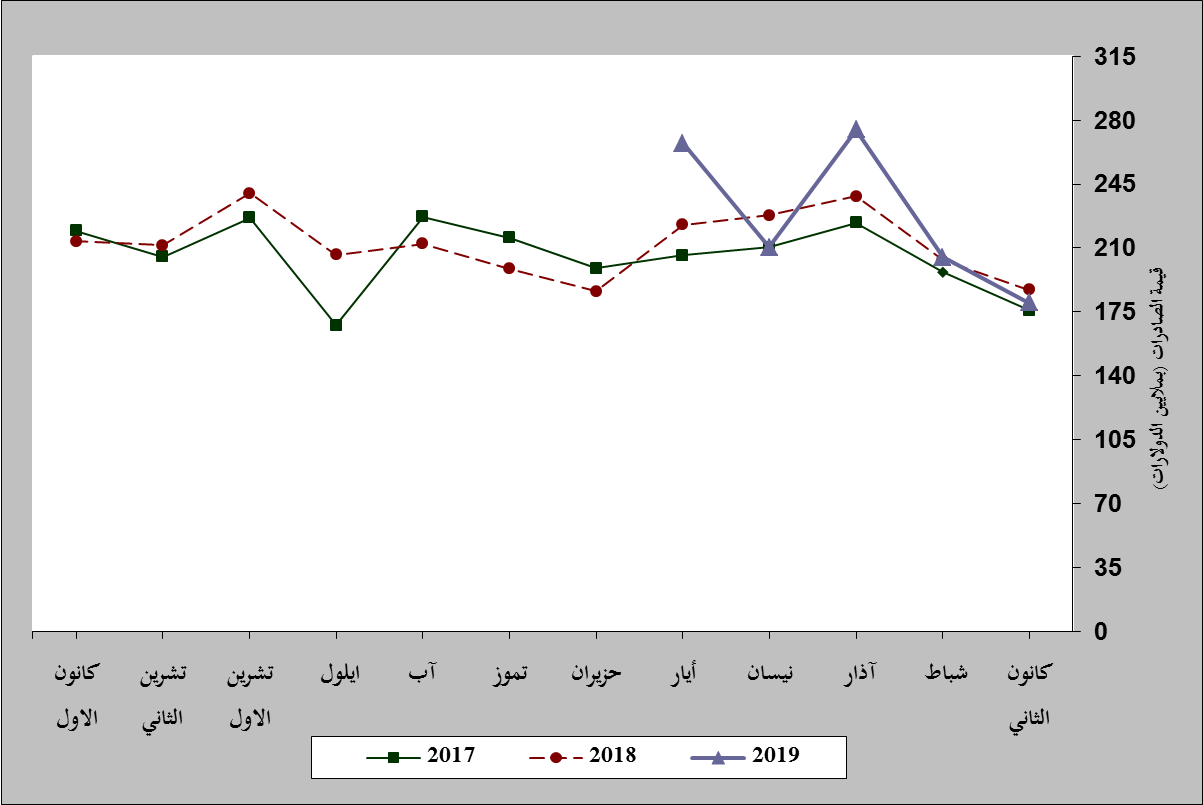 315
280
245
210
175
140
105
70
35
0
قيمة الصادرات (بملايين الدولارات)
كانون الثاني
شباط
آذار
نيسان
أيار
حزيران
تموز
آب
ايلول
تشرين الاول
تشرين الثاني
كانون الاول
2017
2018
2019